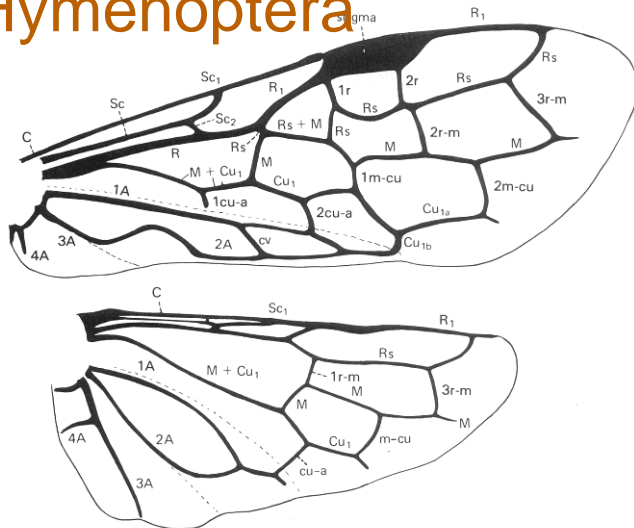 Hymenoptera
stigma
R₁
Sc₁
R₁
1r
2r
Rs
Rs
Sc
Rs
3r-m
Sc₂
Rs + M
Rs
2r-m
C
R
Rs
M
M
M
M + Cu₁
Cu₁
1m-cu
2m-cu
1A
1cu-a
2cu-a
Cu₁ₐ
3A
2A
cv
Cu₁b
4A
C
Sc₁
R₁
Rs
1A
M + Cu₁
1r-m
M
3r-m
M
M
4A
2A
Cu₁
m-cu
cu-a
3A